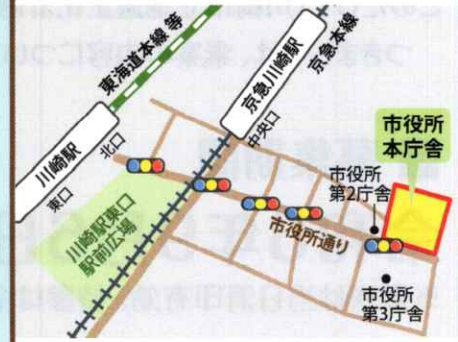 東海道本線 等
京急川崎駅
京急本線
川崎駅
北口
中央口
東口
市役所
本庁舎
市役所
第2庁舎
川崎駅東口
駅前広場
市役所通り
市役所
第3庁舎